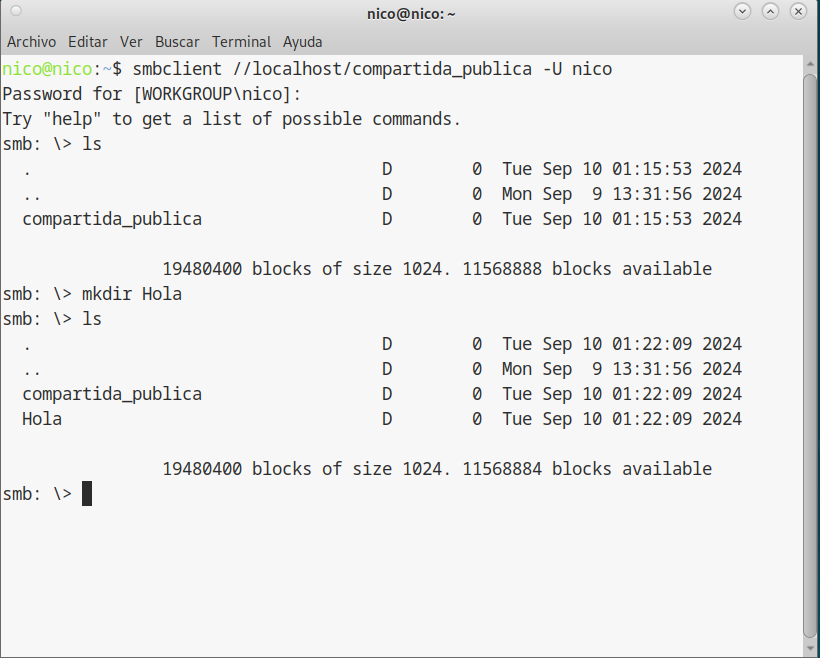 nico@nico: ~
Archivo Editar Ver Buscar Terminal Ayuda
nico@nico:~$ smbclient //localhost/compartida_publica -U nico
Password for [WORKGROUP\nico]:
Try "help" to get a list of possible commands.
smb: \> ls
  .                                   D        0  Tue Sep 10 01:15:53 2024
  ..                                  D        0  Mon Sep  9 13:31:56 2024
  compartida_publica                  D        0  Tue Sep 10 01:15:53 2024
                19480400 blocks of size 1024. 11568888 blocks available
smb: \> mkdir Hola
smb: \> ls
  .                                   D        0  Tue Sep 10 01:22:09 2024
  ..                                  D        0  Mon Sep  9 13:31:56 2024
  compartida_publica                  D        0  Tue Sep 10 01:22:09 2024
  Hola                                D        0  Tue Sep 10 01:22:09 2024
                19480400 blocks of size 1024. 11568884 blocks available
smb: \>